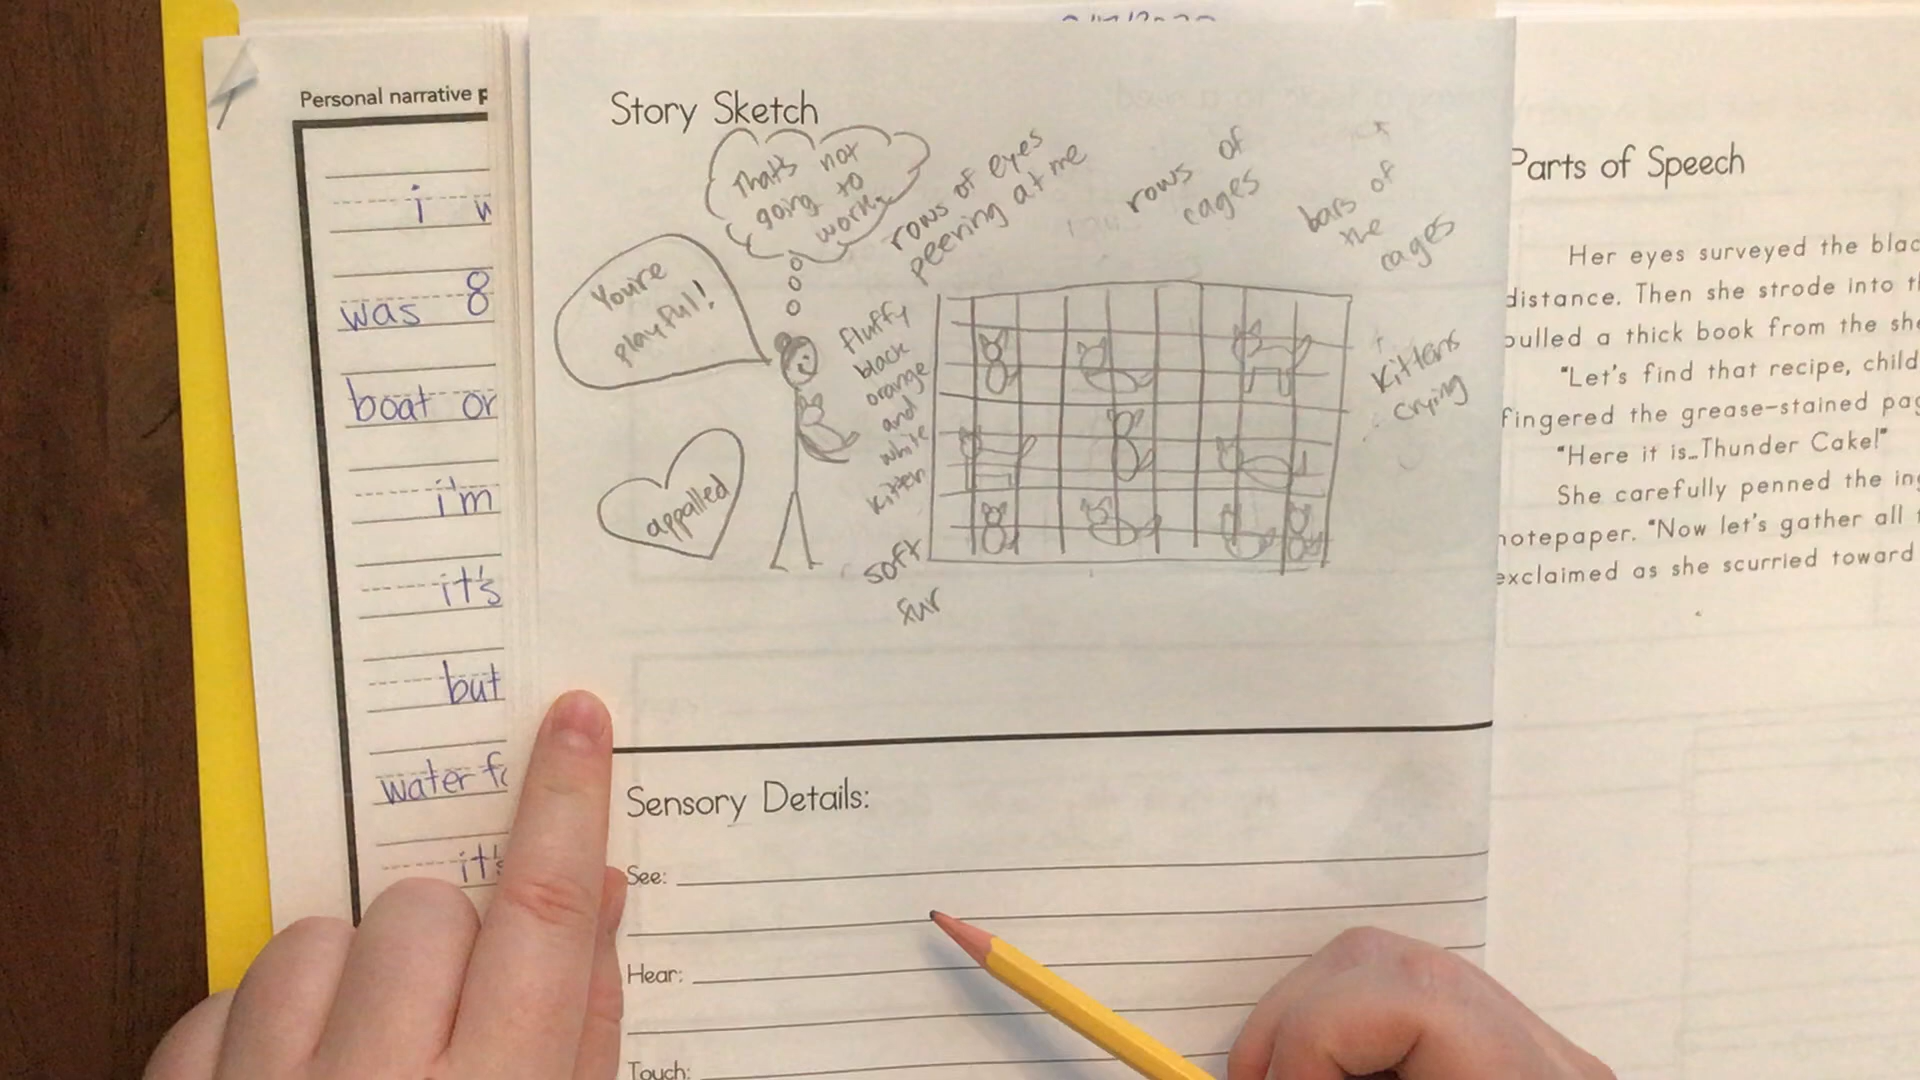 Personal narrative p
i w
was 8
boat or
i'm
it's
but
water fo
it's
Story Sketch
That's not
going to
work.
You're
playful!
appalled
rows of eyes
peering at me
rows of
cages
bars of
the
cages
fluffy
black
orange
and
white
kitten
soft
fur
kittens
crying
Sensory Details:
See:
Hear:
Touch:
Parts of Speech
Her eyes surveyed the blac
distance. Then she strode into th
pulled a thick book from the she
"Let's find that recipe, child
fingered the grease-stained pag
"Here it is...Thunder Cake!"
She carefully penned the ing
notepaper. "Now let's gather all t
exclaimed as she scurried toward